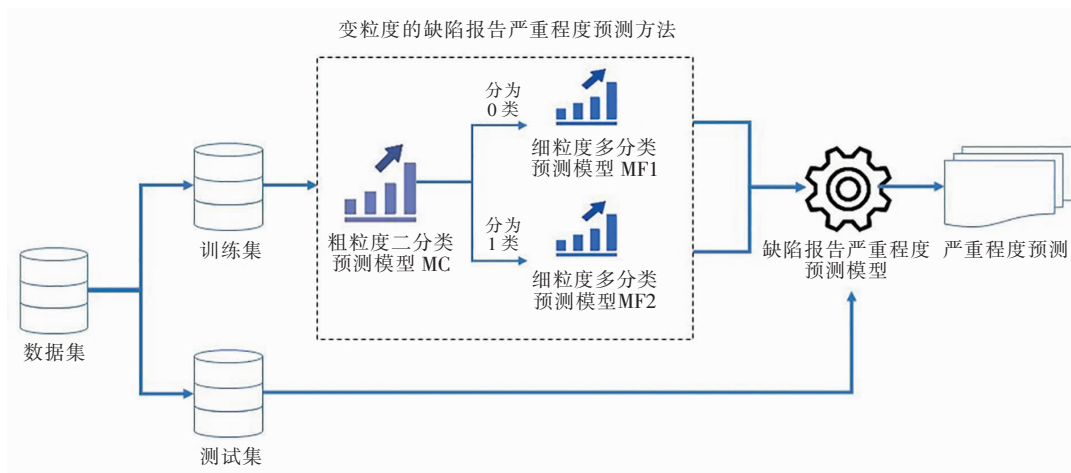 变粒度的缺陷报告严重程度预测方法
分为
0 类
细粒度多分类
预测模型 MF1
粗粒度二分类
预测模型 MC
分为
1 类
细粒度多分类
预测模型MF2
训练集
缺陷报告严重程度
预测模型
严重程度预测
数据集
测试集